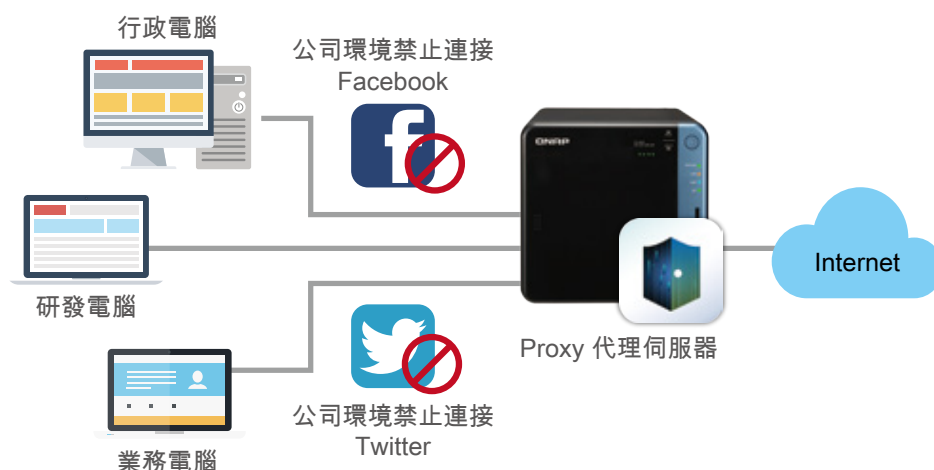 行政電腦
公司環境禁止連接
Facebook
QNAP
Internet
研發電腦
Proxy 代理伺服器
公司環境禁止連接
Twitter
業務電腦